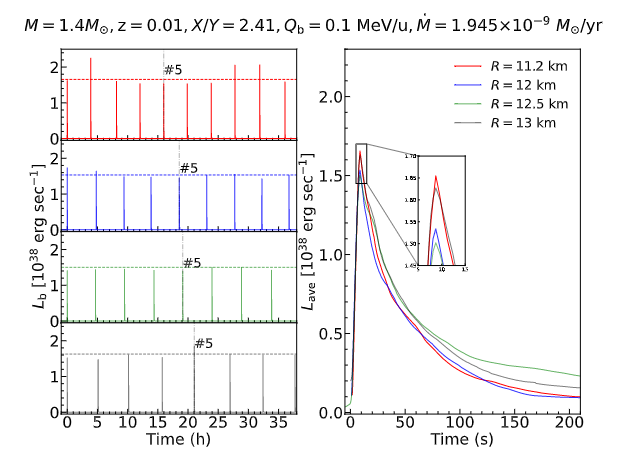 M = 1.4M⊙, z = 0.01, X/Y = 2.41, Q_b = 0.1 MeV/u, Ṁ = 1.945×10⁻⁹ M⊙/yr
#5
2
1
0
#5
2
1
0
#5
2
1
0
#5
2
1
0
L_b [10³⁸ erg sec⁻¹]
0 5 10 15 20 25 30 35
Time (h)
R = 11.2 km
R = 12 km
R = 12.5 km
R = 13 km
2.0
1.5
1.0
0.5
0.0
L_ave [10³⁸ erg sec⁻¹]
1.70
1.65
1.60
1.55
1.50
1.45
5 10 15
0 50 100 150 200
Time (s)